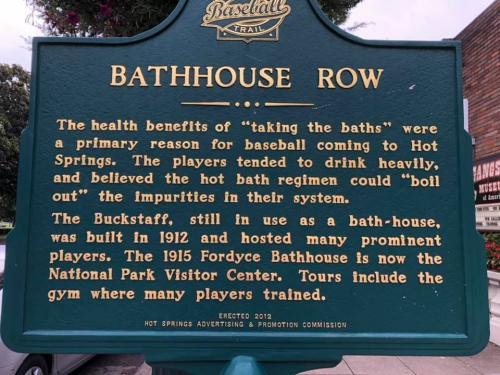 Baseball
TRAIL
BATHHOUSE ROW
The health benefits of "taking the baths" were
a primary reason for baseball coming to Hot
Springs. The players tended to drink heavily,
and believed the hot bath regimen could "boil
out" the impurities in their system.
The Buckstaff, still in use as a bath-house,
was built in 1912 and hosted many prominent
players. The 1915 Fordyce Bathhouse is now the
National Park Visitor Center. Tours include the
gym where many players trained.
ERECTED 2012
HOT SPRINGS ADVERTISING & PROMOTION COMMISSION
MUSEUM